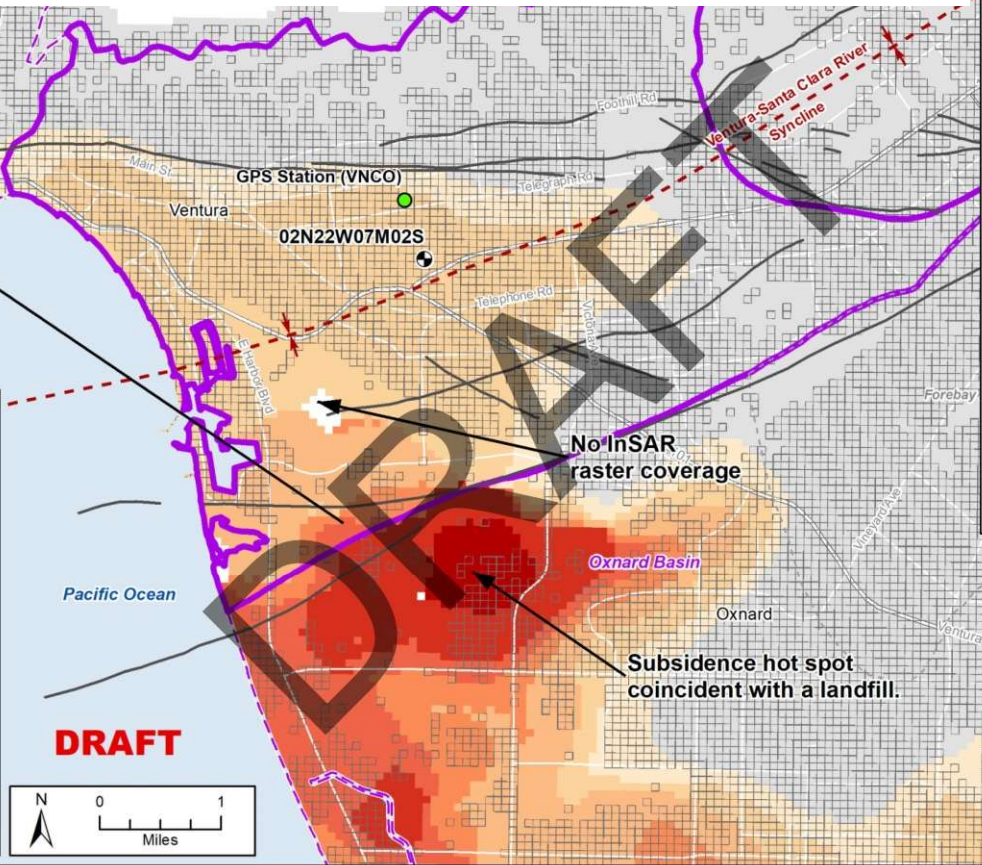 Ventura-Santa Clara River
Syncline
Foothill Rd
Main St
GPS Station (VNCO)
Telegraph Rd
Ventura
02N22W07M02S
Telephone Rd
E Harbor Blvd
Forebay
No InSAR
raster coverage
Vineyard Ave
Oxnard Basin
Pacific Ocean
Oxnard
Ventura
Subsidence hot spot
coincident with a landfill.
DRAFT
DRAFT
N
0 1
Miles